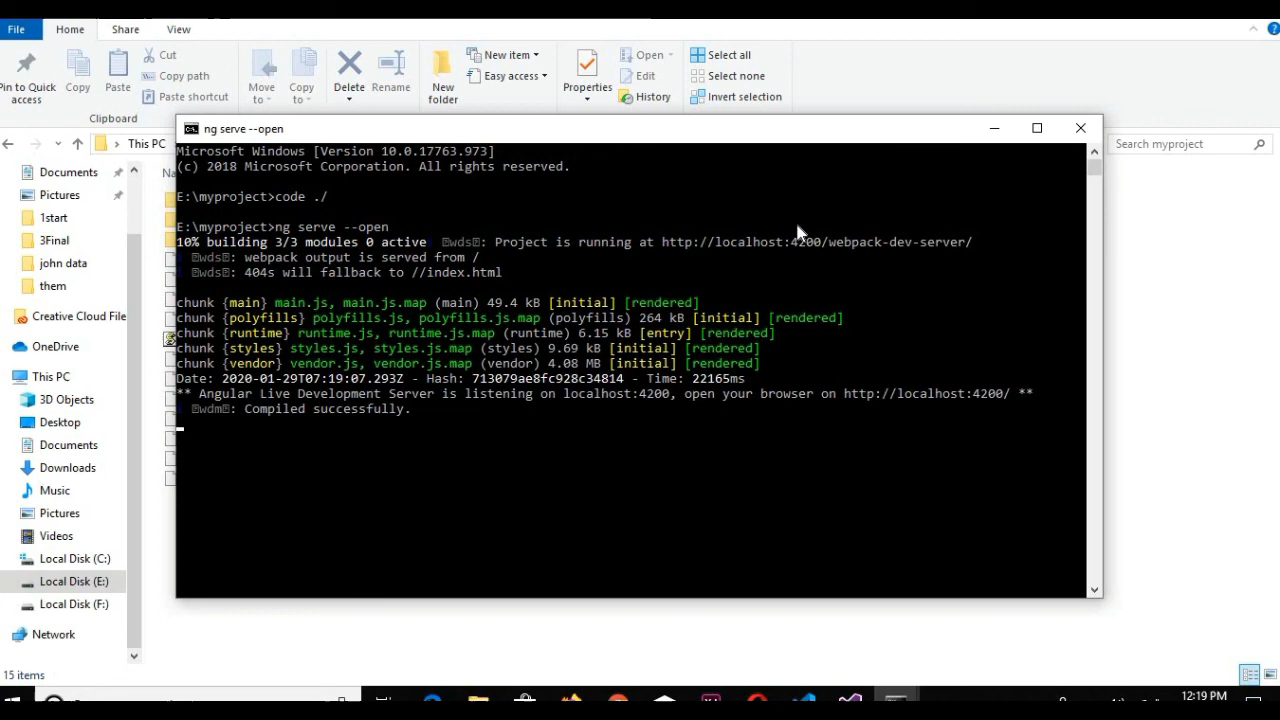 File Home Share View
Cut
Copy path
Paste shortcut
Pin to Quick access
Copy
Paste
Clipboard
Move to
Copy to
Delete
Rename
New folder
New item
Easy access
Properties
Open
Edit
History
Select all
Select none
Invert selection
This PC
Search myproject
ng serve --open
Microsoft Windows [Version 10.0.17763.973]
(c) 2018 Microsoft Corporation. All rights reserved.
E:\myproject>code ./
E:\myproject>ng serve --open
10% building 3/3 modules 0 active wds: Project is running at http://localhost:4200/webpack-dev-server/
wds: webpack output is served from /
wds: 404s will fallback to //index.html
chunk {main} main.js, main.js.map (main) 49.4 kB [initial] [rendered]
chunk {polyfills} polyfills.js, polyfills.js.map (polyfills) 264 kB [initial] [rendered]
chunk {runtime} runtime.js, runtime.js.map (runtime) 6.15 kB [entry] [rendered]
chunk {styles} styles.js, styles.js.map (styles) 9.69 kB [initial] [rendered]
chunk {vendor} vendor.js, vendor.js.map (vendor) 4.08 MB [initial] [rendered]
Date: 2020-01-29T07:19:07.293Z - Hash: 713079ae8fc928c34814 - Time: 22165ms
** Angular Live Development Server is listening on localhost:4200, open your browser on http://localhost:4200/ **
wdm: Compiled successfully.
Documents
Pictures
1start
3Final
john data
them
Creative Cloud File
OneDrive
This PC
3D Objects
Desktop
Documents
Downloads
Music
Pictures
Videos
Local Disk (C:)
Local Disk (E:)
Local Disk (F:)
Network
15 items
12:19 PM